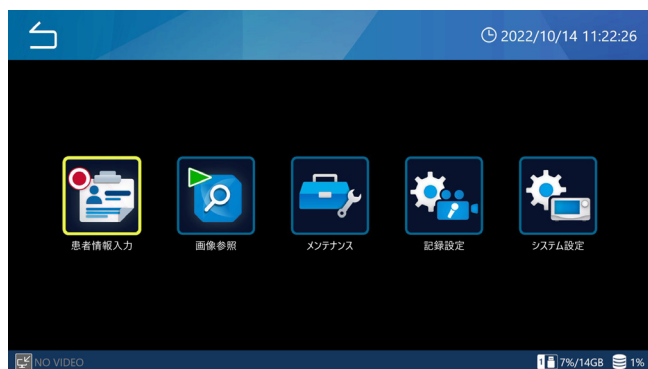 2022/10/14 11:22:26
患者情報入力
画像参照
メンテナンス
記録設定
システム設定
NO VIDEO
1 7%/14GB 1%